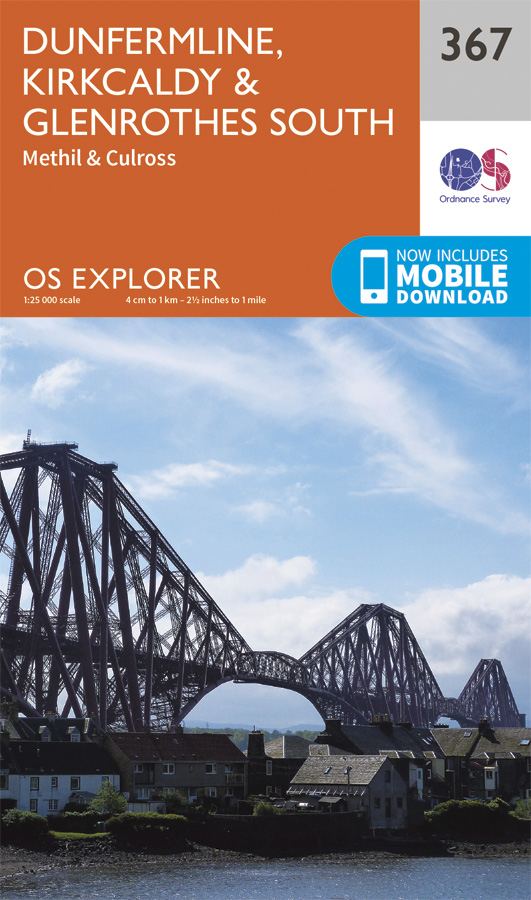 DUNFERMLINE,
KIRKCALDY &
GLENROTHES SOUTH
Methil & Culross
367
OS
Ordnance Survey
OS EXPLORER
1:25 000 scale 4 cm to 1 km – 2½ inches to 1 mile
NOW INCLUDES
MOBILE
DOWNLOAD